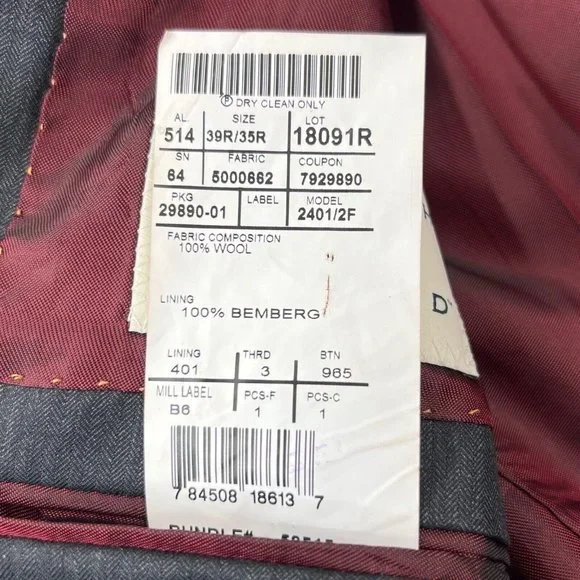 Ⓟ DRY CLEAN ONLY
AL. SIZE LOT
514 39R/35R 18091R
SN FABRIC COUPON
64 5000662 7929890
PKG LABEL MODEL
29890-01 2401/2F
FABRIC COMPOSITION
100% WOOL
LINING
100% BEMBERG
LINING THRD BTN
401 3 965
MILL LABEL PCS-F PCS-C
B6 1 1
7 84508 18613 7
BUNDLE#
D